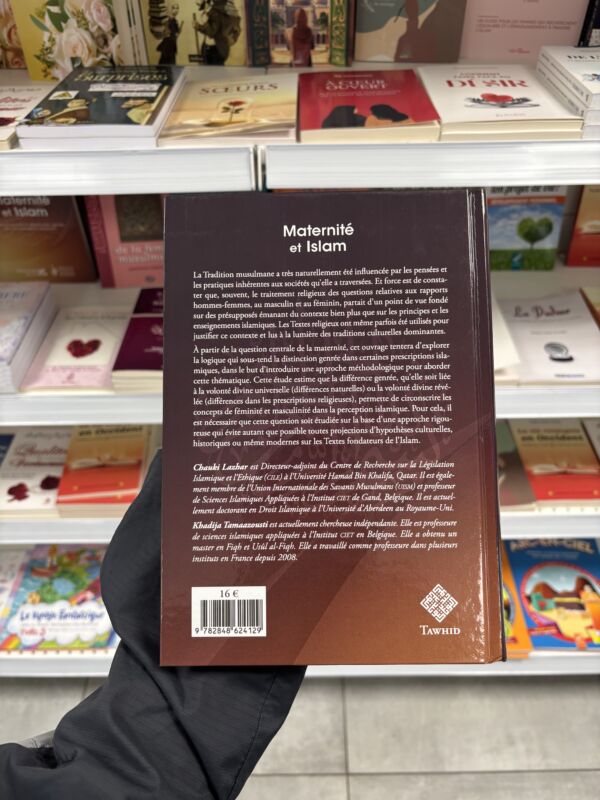 SŒURS
À CŒUR
OUVERT
DÉSIR
Maternité
et Islam
La Tradition musulmane a très naturellement été influencée par les pensées et
les pratiques inhérentes aux sociétés qu'elle a traversées. Et force est de consta-
ter que, souvent, le traitement religieux des questions relatives aux rapports
hommes-femmes, au masculin et au féminin, partait d'un point de vue fondé
sur des présupposés émanant du contexte bien plus que sur les principes et les
enseignements islamiques. Les Textes religieux ont même parfois été utilisés pour
justifier ce contexte et lus à la lumière des traditions culturelles dominantes.
À partir de la question centrale de la maternité, cet ouvrage tentera d'explorer
la logique qui sous-tend la distinction genrée dans certaines prescriptions islami-
ques, dans le but d'introduire une approche méthodologique pour aborder
cette thématique. Cette étude estime que la différence genrée, qu'elle soit liée
à la volonté divine universelle (différences naturelles) ou la volonté divine révé-
lée (différences dans les prescriptions religieuses), permette de circonscrire les
concepts de féminité et masculinité dans la perception islamique. Pour cela, il
est nécessaire que cette question soit étudiée sur la base d'une approche rigou-
reuse qui évite autant que possible toutes projections d'hypothèses culturelles,
historiques ou même modernes sur les Textes fondateurs de l'Islam.
Chauki Lazhar est Directeur-adjoint du Centre de Recherche sur la Législation
Islamique et l'Ethique (CILE) à l'Université Hamad Bin Khalifa, Qatar. Il est égale-
ment membre de l'Union Internationale des Savants Musulmans (UISM) et professeur
de Sciences Islamiques Appliquées à l'Institut CIET de Gand, Belgique. Il est actuel-
lement doctorant en Droit Islamique à l'Université d'Aberdeen au Royaume-Uni.
Khadija Tamaazousti est actuellement chercheuse indépendante. Elle est professeure
de sciences islamiques appliquées à l'Institut CIET en Belgique. Elle a obtenu un
master en Fiqh et Usûl al-Fiqh. Elle a travaillé comme professeure dans plusieurs
instituts en France depuis 2008.
16 €
9 782848 624129
TAWHID
Maternité
et Islam
de la femme
musulmane
La Pudeur
en Occident
ARC-EN-CIEL